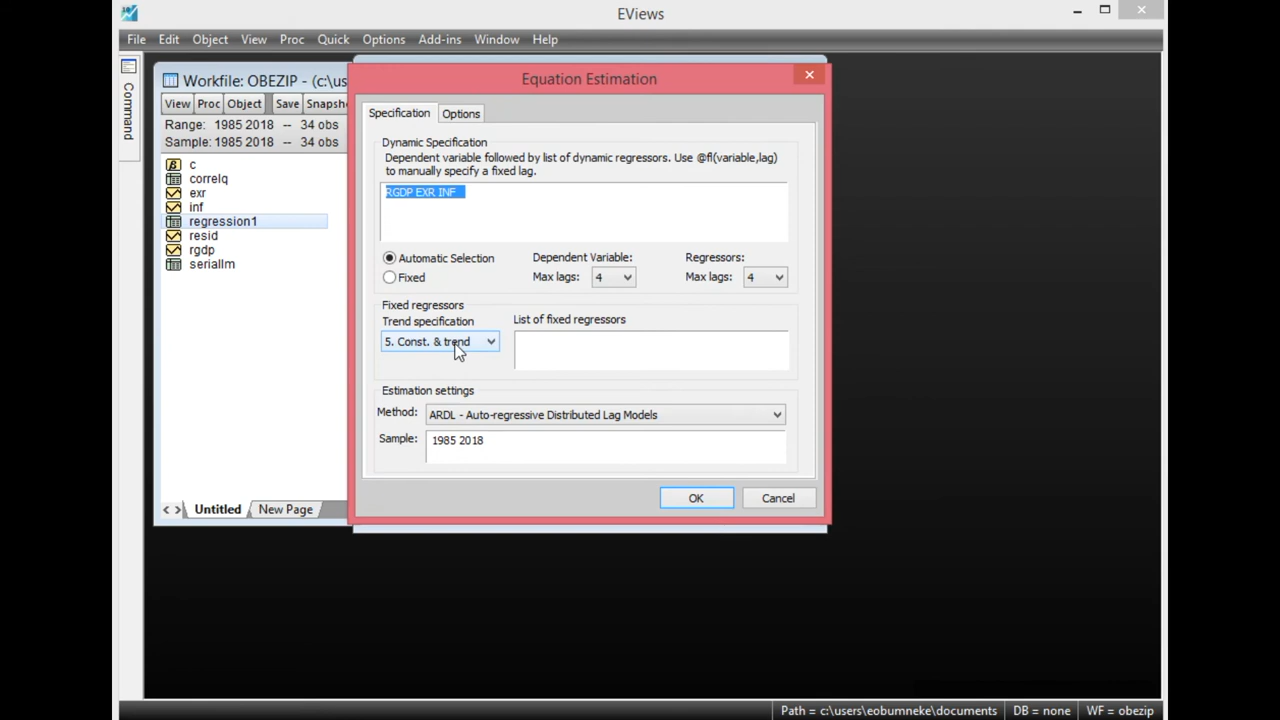 EViews
File Edit Object View Proc Quick Options Add-ins Window Help
Command
Workfile: OBEZIP - (c:\us
View Proc Object Save Snapsh
Range: 1985 2018 -- 34 obs
Sample: 1985 2018 -- 34 obs
c
correlq
exr
inf
regression1
resid
rgdp
seriallm
Untitled New Page
Equation Estimation
Specification Options
Dynamic Specification
Dependent variable followed by list of dynamic regressors. Use @fl(variable,lag)
to manually specify a fixed lag.
RGDP EXR INF
Automatic Selection
Fixed
Dependent Variable:
Max lags: 4
Regressors:
Max lags: 4
Fixed regressors
Trend specification
5. Const. & trend
List of fixed regressors
Estimation settings
Method: ARDL - Auto-regressive Distributed Lag Models
Sample: 1985 2018
OK Cancel
Path = c:\users\eobumneke\documents DB = none WF = obezip